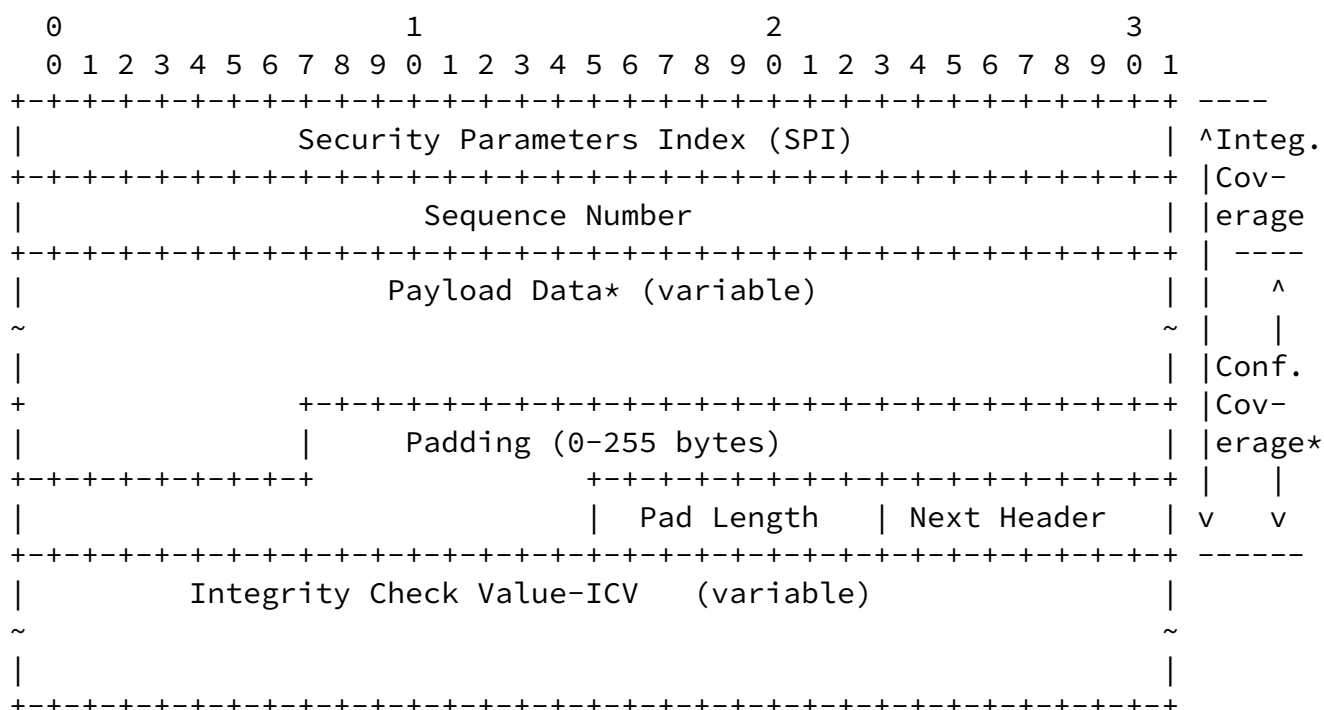 0                   1                   2                   3
 0 1 2 3 4 5 6 7 8 9 0 1 2 3 4 5 6 7 8 9 0 1 2 3 4 5 6 7 8 9 0 1
+-+-+-+-+-+-+-+-+-+-+-+-+-+-+-+-+-+-+-+-+-+-+-+-+-+-+-+-+-+-+-+-+ ----
|               Security Parameters Index (SPI)                 | ^Integ.
+-+-+-+-+-+-+-+-+-+-+-+-+-+-+-+-+-+-+-+-+-+-+-+-+-+-+-+-+-+-+-+-+ |Cov-
|                      Sequence Number                          | |erage
+-+-+-+-+-+-+-+-+-+-+-+-+-+-+-+-+-+-+-+-+-+-+-+-+-+-+-+-+-+-+-+-+ | ----
|                    Payload Data* (variable)                   | |   ^
~                                                               ~ |   |
|                                                               | |Conf.
+               +-+-+-+-+-+-+-+-+-+-+-+-+-+-+-+-+-+-+-+-+-+-+-+-+ |Cov-
|               |     Padding (0-255 bytes)                     | |erage*
+-+-+-+-+-+-+-+-+               +-+-+-+-+-+-+-+-+-+-+-+-+-+-+-+-+ |   |
|                               |  Pad Length   | Next Header   | v   v
+-+-+-+-+-+-+-+-+-+-+-+-+-+-+-+-+-+-+-+-+-+-+-+-+-+-+-+-+-+-+-+-+ ------
|         Integrity Check Value-ICV   (variable)                |
~                                                               ~
|                                                               |
+-+-+-+-+-+-+-+-+-+-+-+-+-+-+-+-+-+-+-+-+-+-+-+-+-+-+-+-+-+-+-+-+